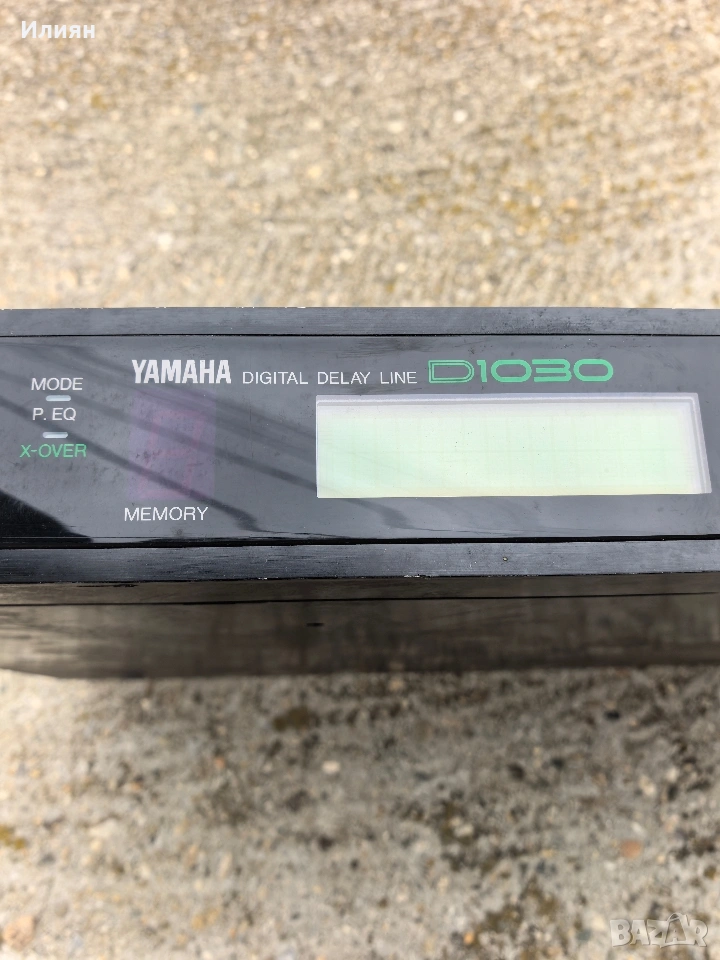 Илиян
YAMAHA DIGITAL DELAY LINE D1030
MODE
P. EQ
X-OVER
MEMORY
BAZAR